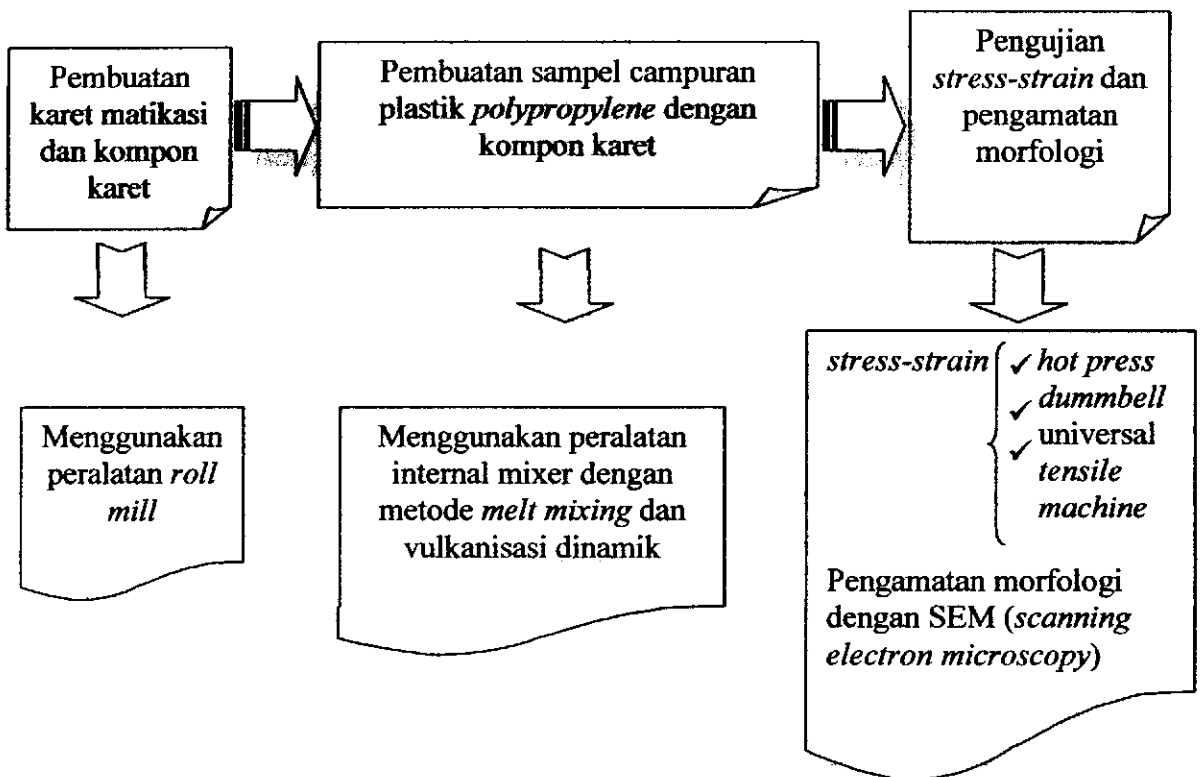 Pembuatan
karet matikasi
dan kompon
karet
Pembuatan sampel campuran
plastik polypropylene dengan
kompon karet
Pengujian
stress-strain dan
pengamatan
morfologi
Menggunakan
peralatan roll
mill
Menggunakan peralatan
internal mixer dengan
metode melt mixing dan
vulkanisasi dinamik
stress-strain ✓ hot press
✓ dummbell
✓ universal
tensile
machine
Pengamatan morfologi
dengan SEM (scanning
electron microscopy)